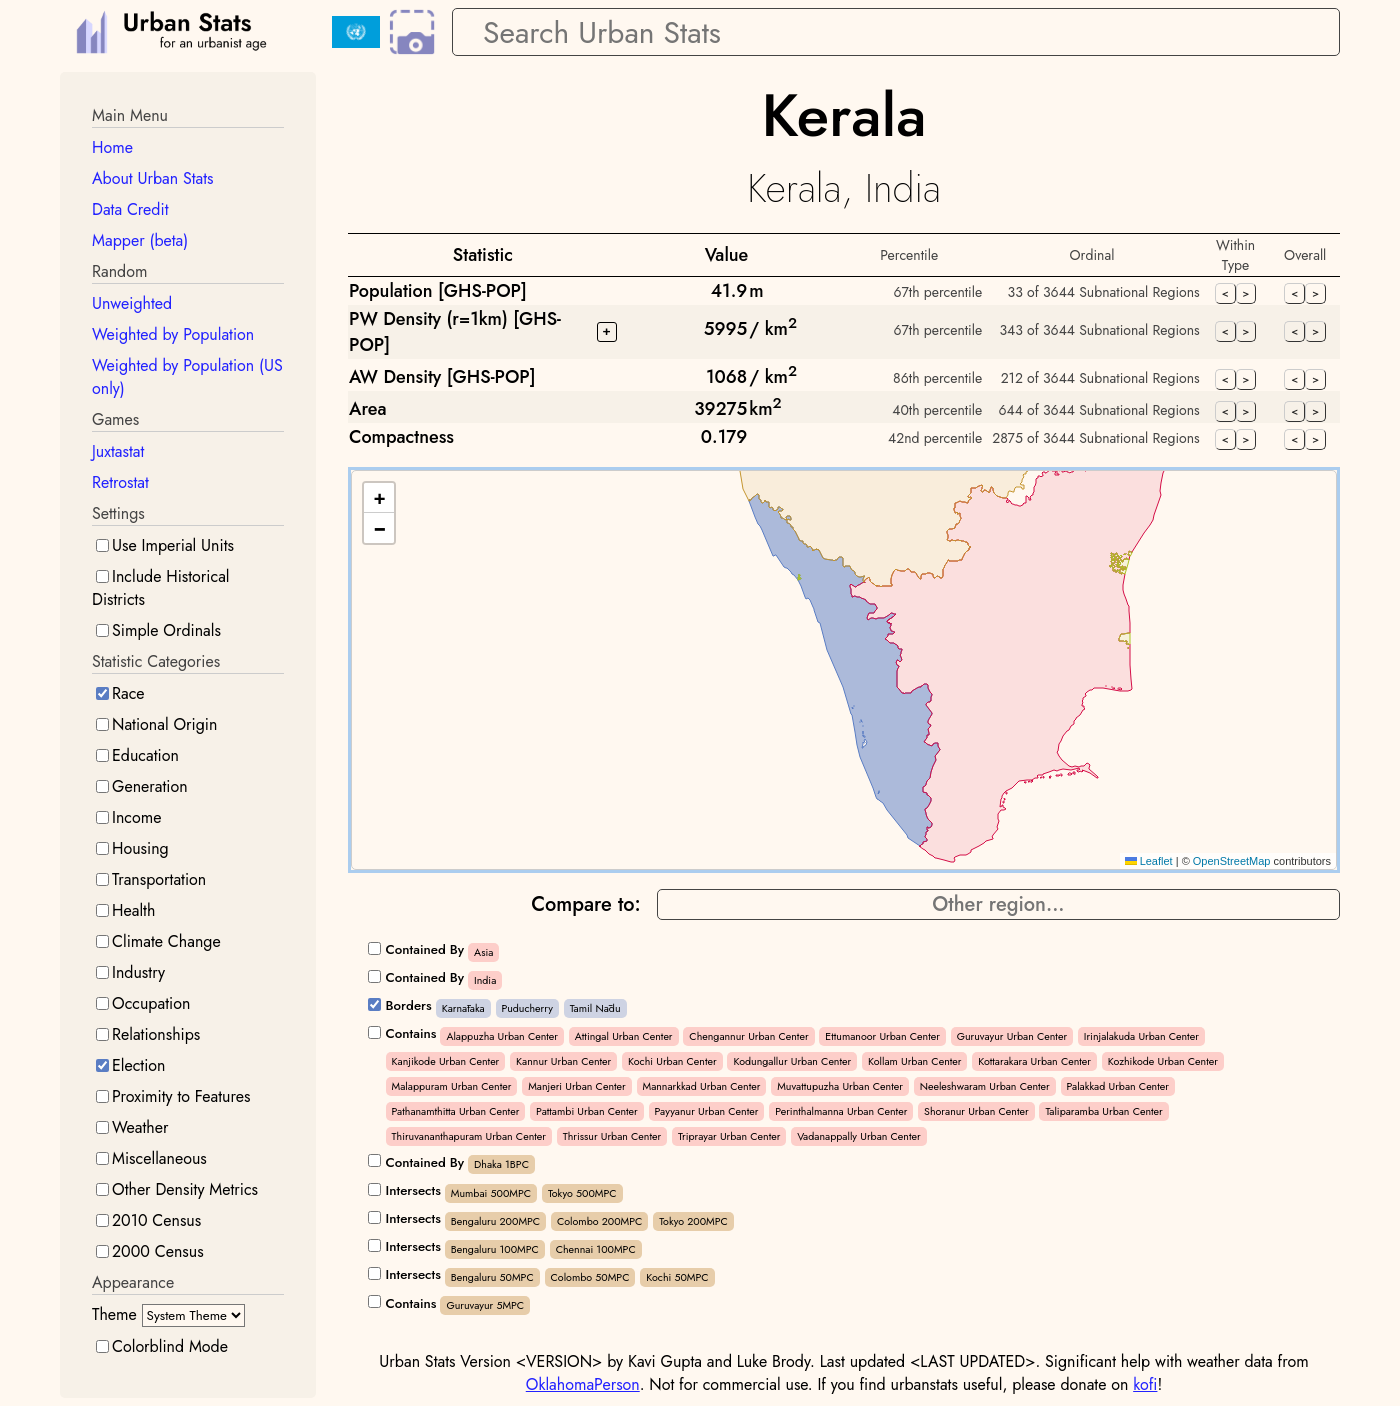 Urban Stats
for an urbanist age
Search Urban Stats
Main Menu
Home
About Urban Stats
Data Credit
Mapper (beta)
Random
Unweighted
Weighted by Population
Weighted by Population (US
only)
Games
Juxtastat
Retrostat
Settings
Use Imperial Units
Include Historical
Districts
Simple Ordinals
Statistic Categories
Race
National Origin
Education
Generation
Income
Housing
Transportation
Health
Climate Change
Industry
Occupation
Relationships
Election
Proximity to Features
Weather
Miscellaneous
Other Density Metrics
2010 Census
2000 Census
Appearance
Theme System Theme
Colorblind Mode
Kerala
Kerala, India
Statistic Value Percentile Ordinal Within Type Overall
Population [GHS-POP] 41.9 m 67th percentile 33 of 3644 Subnational Regions < > < >
PW Density (r=1km) [GHS-
POP] + 5995 / km² 67th percentile 343 of 3644 Subnational Regions < > < >
AW Density [GHS-POP] 1068 / km² 86th percentile 212 of 3644 Subnational Regions < > < >
Area 39275 km² 40th percentile 644 of 3644 Subnational Regions < > < >
Compactness 0.179 42nd percentile 2875 of 3644 Subnational Regions < > < >
+
−
Leaflet | © OpenStreetMap contributors
Compare to: Other region...
Contained By Asia
Contained By India
Borders Karnātaka Puducherry Tamil Nādu
Contains Alappuzha Urban Center Attingal Urban Center Chengannur Urban Center Ettumanoor Urban Center Guruvayur Urban Center Irinjalakuda Urban Center
Kanjikode Urban Center Kannur Urban Center Kochi Urban Center Kodungallur Urban Center Kollam Urban Center Kottarakara Urban Center Kozhikode Urban Center
Malappuram Urban Center Manjeri Urban Center Mannarkkad Urban Center Muvattupuzha Urban Center Neeleshwaram Urban Center Palakkad Urban Center
Pathanamthitta Urban Center Pattambi Urban Center Payyanur Urban Center Perinthalmanna Urban Center Shoranur Urban Center Taliparamba Urban Center
Thiruvananthapuram Urban Center Thrissur Urban Center Triprayar Urban Center Vadanappally Urban Center
Contained By Dhaka 1BPC
Intersects Mumbai 500MPC Tokyo 500MPC
Intersects Bengaluru 200MPC Colombo 200MPC Tokyo 200MPC
Intersects Bengaluru 100MPC Chennai 100MPC
Intersects Bengaluru 50MPC Colombo 50MPC Kochi 50MPC
Contains Guruvayur 5MPC
Urban Stats Version <VERSION> by Kavi Gupta and Luke Brody. Last updated <LAST UPDATED>. Significant help with weather data from
OklahomaPerson. Not for commercial use. If you find urbanstats useful, please donate on kofi!